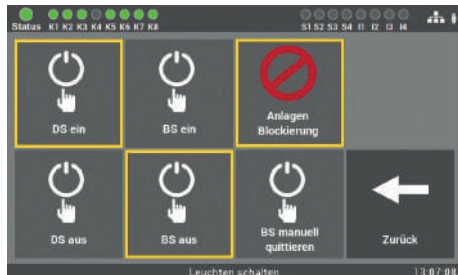 Status K1 K2 K3 K4 K5 K6 K7 K8 S1 S2 S3 S4 I1 I2 I3 I4
DS ein
BS ein
Anlagen
Blockierung
DS aus
BS aus
BS manuell
quittieren
Zurück
Leuchten schalten
13:07:08